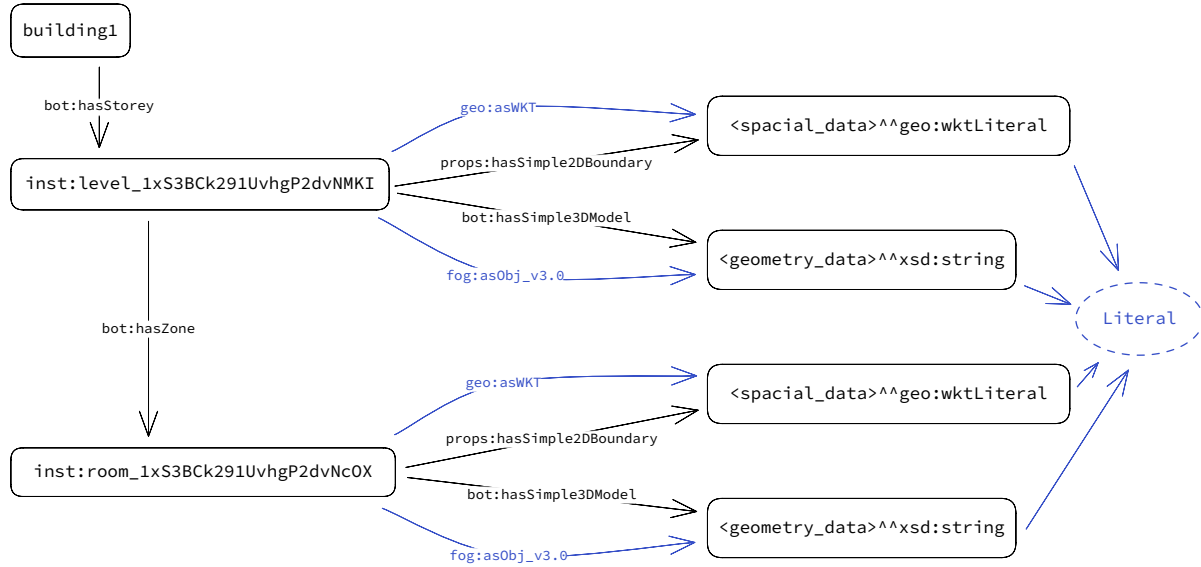 building1
bot:hasStorey
geo:asWKT
<spacial_data>^^geo:wktLiteral
props:hasSimple2DBoundary
inst:level_1xS3BCk291UvhgP2dvNMKI
bot:hasSimple3DModel
<geometry_data>^^xsd:string
fog:asObj_v3.0
Literal
bot:hasZone
geo:asWKT
<spacial_data>^^geo:wktLiteral
props:hasSimple2DBoundary
inst:room_1xS3BCk291UvhgP2dvNcOX
bot:hasSimple3DModel
<geometry_data>^^xsd:string
fog:asObj_v3.0